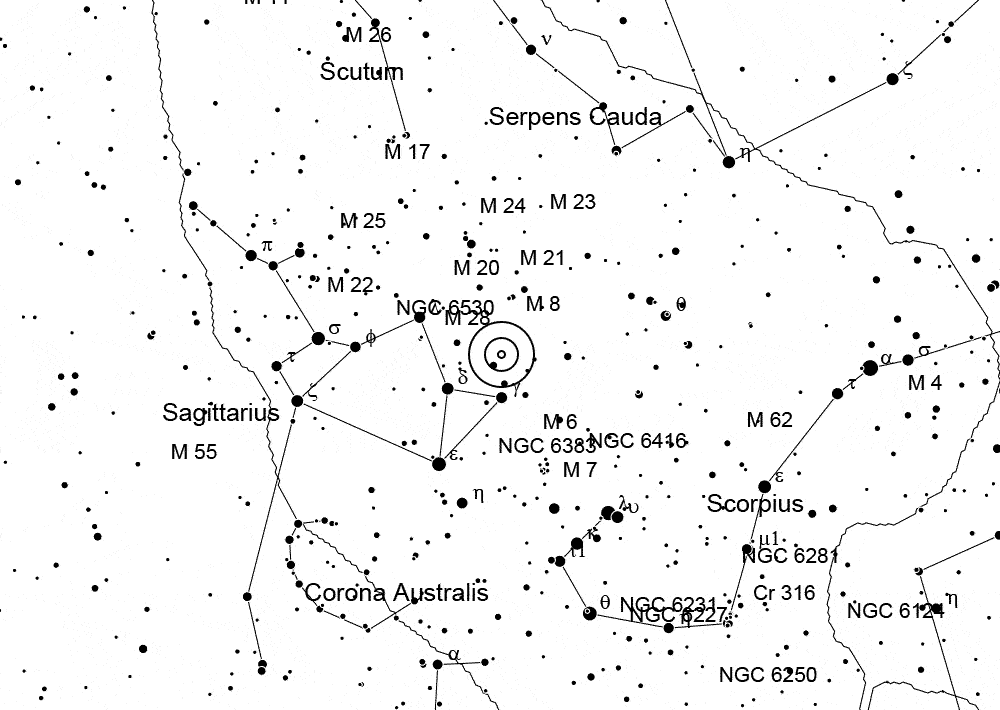 M 26
ν
ζ
Scutum
Serpens Cauda
M 17
η
M 24
M 23
M 25
π
M 20
M 21
M 22
NGC 6530
M 8
θ
M 28
σ
φ
σ
α
τ
δ
τ
M 4
ζ
γ
Sagittarius
M 6
M 62
NGC 6383
NGC 6416
M 55
ε
M 7
ε
η
λ
υ
Scorpius
κ
ι1
μ1
NGC 6281
Corona Australis
Cr 316
θ
NGC 6231
η
NGC 6124
NGC 6227
α
NGC 6250